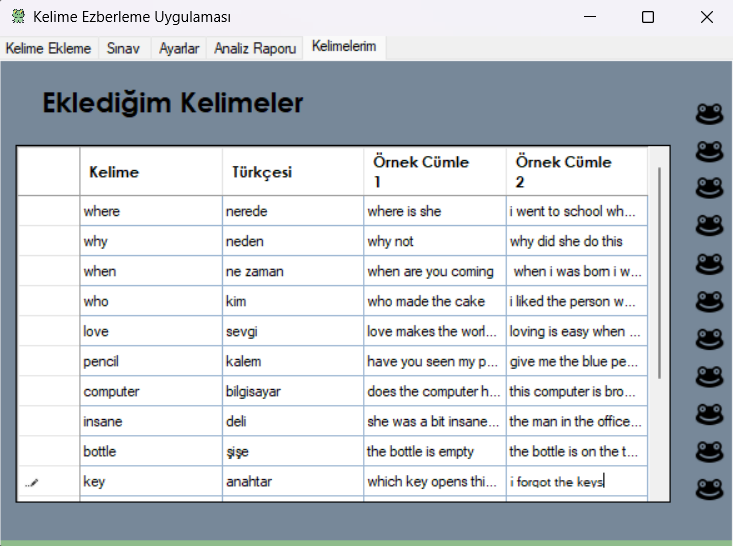 Kelime Ezberleme Uygulaması
Kelime Ekleme Sınav Ayarlar Analiz Raporu Kelimelerim
Eklediğim Kelimeler
Kelime Türkçesi Örnek Cümle 1 Örnek Cümle 2
where nerede where is she i went to school wh...
why neden why not why did she do this
when ne zaman when are you coming when i was born i w...
who kim who made the cake i liked the person w...
love sevgi love makes the worl... loving is easy when ...
pencil kalem have you seen my p... give me the blue pe...
computer bilgisayar does the computer h... this computer is bro...
insane deli she was a bit insane... the man in the office...
bottle şişe the bottle is empty the bottle is on the t...
key anahtar which key opens thi... i forgot the keys